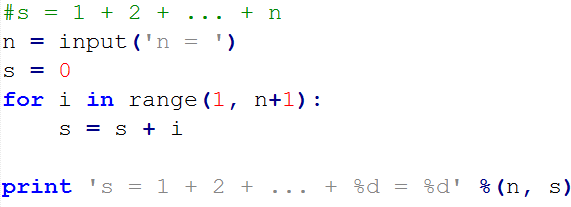 #s = 1 + 2 + ... + n
n = input('n = ')
s = 0
for i in range(1, n+1):
    s = s + i
print 's = 1 + 2 + ... + %d = %d' %(n, s)